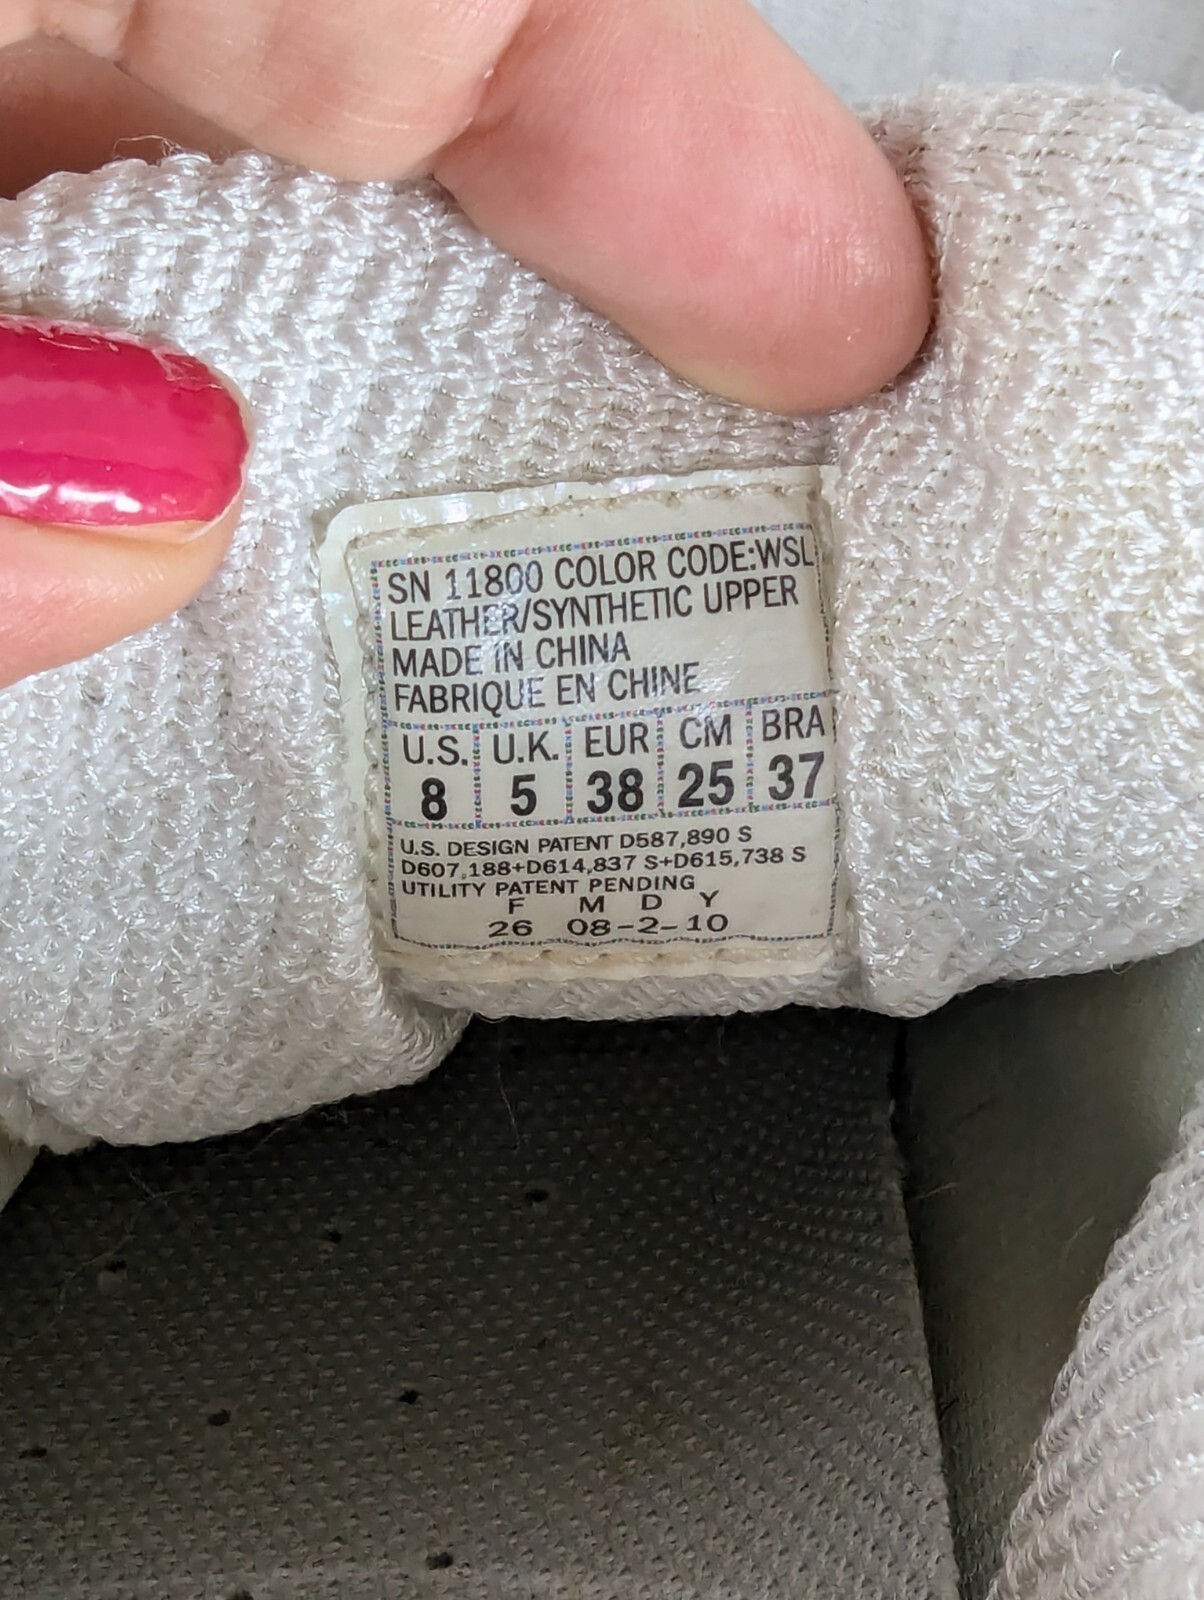 SN 11800 COLOR CODE:WSL
LEATHER/SYNTHETIC UPPER
MADE IN CHINA
FABRIQUE EN CHINE
U.S. U.K. EUR CM BRA
8 5 38 25 37
U.S. DESIGN PATENT D587,890 S
D607,188+D614,837 S+D615,738 S
UTILITY PATENT PENDING
F M D Y
26 08-2-10